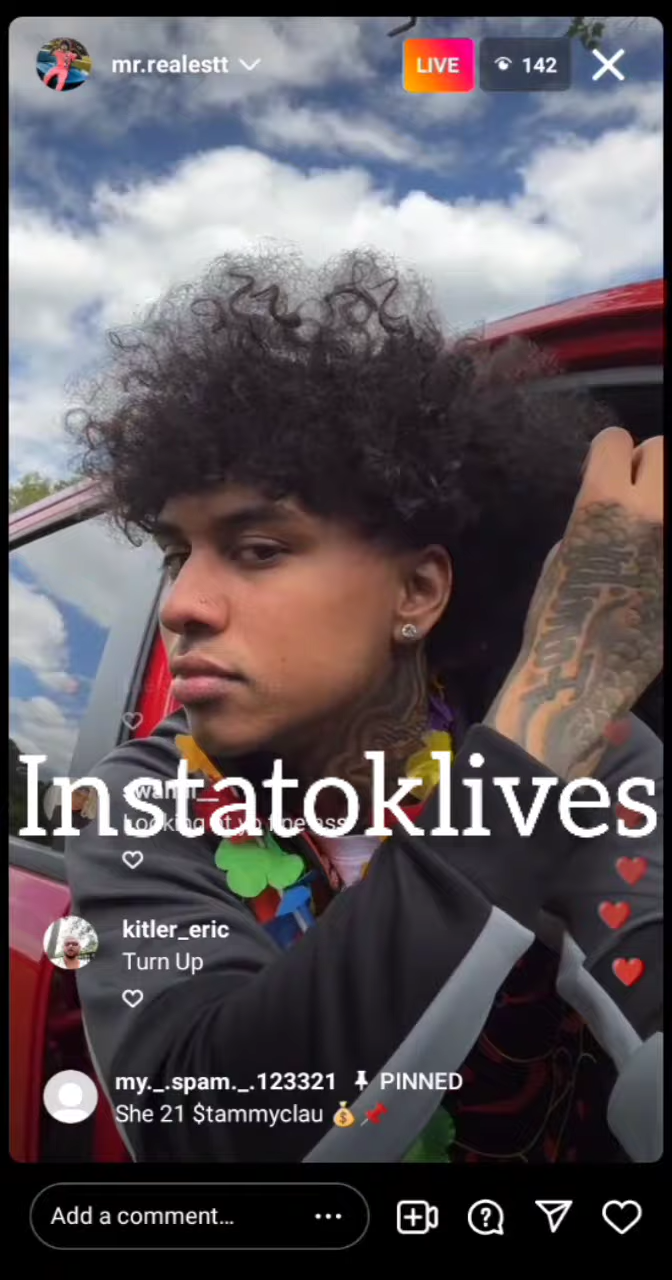 mr.realestt
LIVE
142
Instatoklives
kitler_eric
Turn Up
my._.spam._.123321 PINNED
She 21 $tammyclau 💰📌
Add a comment...